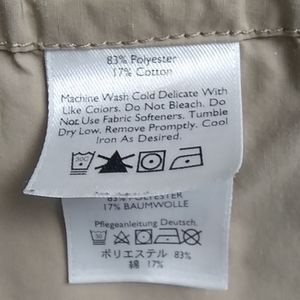 83% Polyester
17% Cotton
Machine Wash Cold Delicate With
Like Colors. Do Not Bleach. Do
Not Use Fabric Softeners. Tumble
Dry Low. Remove Promptly. Cool
Iron As Desired.
83% POLYESTER
17% BAUMWOLLE
Pflegeanleitung Deutsch.
ポリエステル 83%
綿 17%